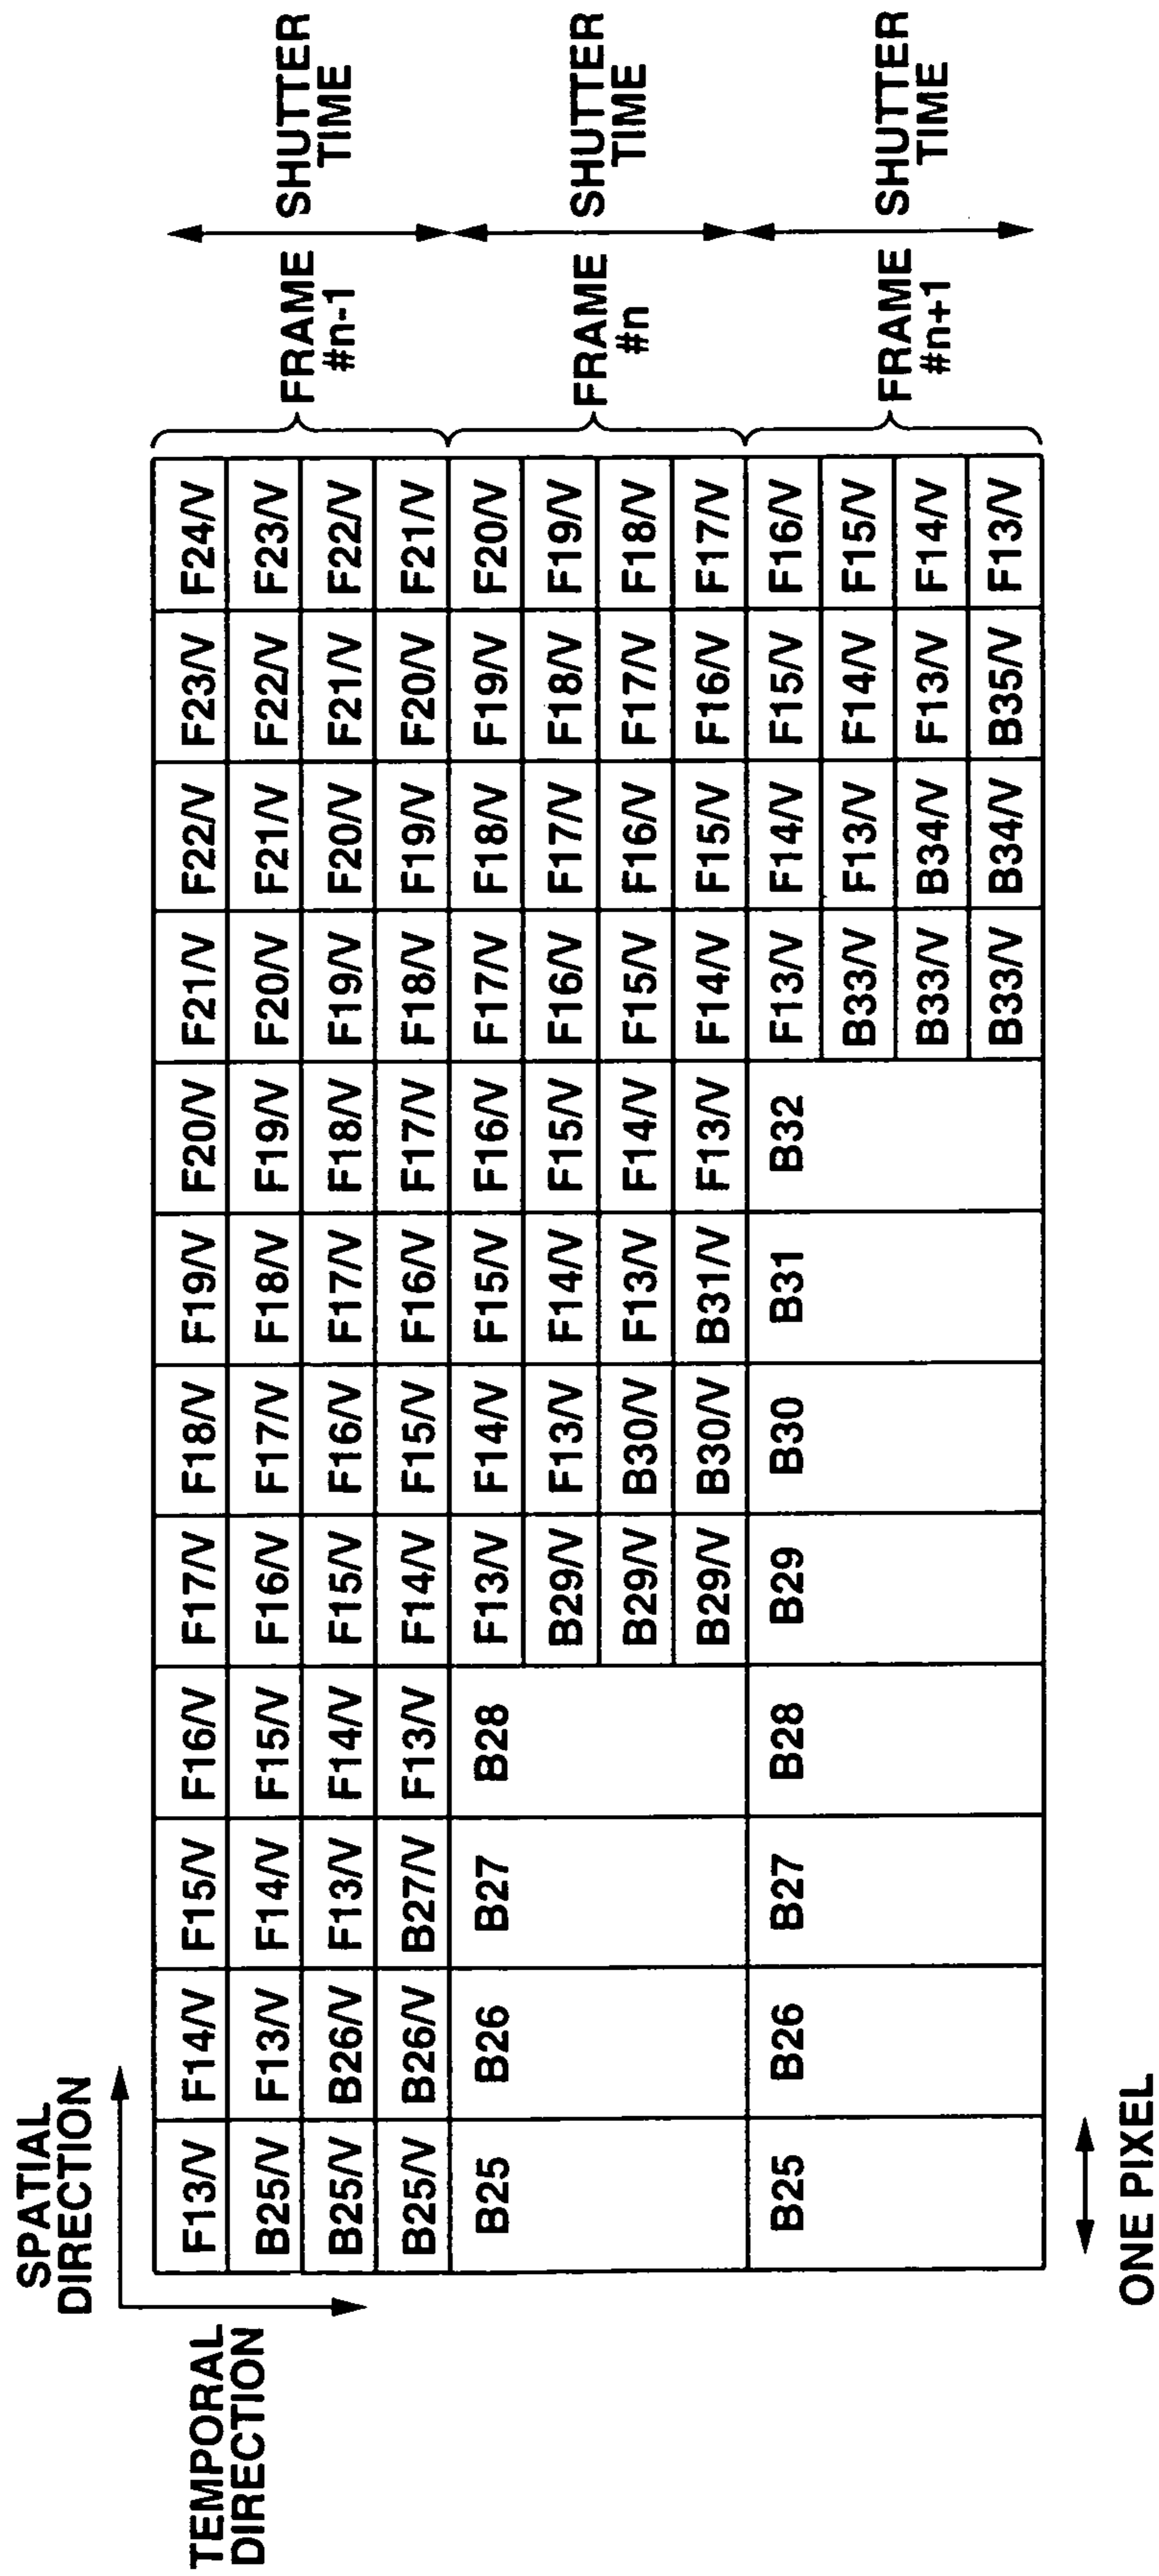 SPATIAL
DIRECTION
TEMPORAL
DIRECTION
F13/V F14/V F15/V F16/V F17/V F18/V F19/V F20/V F21/V F22/V F23/V F24/V
B25/V F13/V F14/V F15/V F16/V F17/V F18/V F19/V F20/V F21/V F22/V F23/V
B25/V B26/V F13/V F14/V F15/V F16/V F17/V F18/V F19/V F20/V F21/V F22/V
B25/V B26/V B27/V F13/V F14/V F15/V F16/V F17/V F18/V F19/V F20/V F21/V
FRAME
#n-1
SHUTTER
TIME
B25 B26 B27 B28 F13/V F14/V F15/V F16/V F17/V F18/V F19/V F20/V
B29/V F13/V F14/V F15/V F16/V F17/V F18/V F19/V
B29/V B30/V F13/V F14/V F15/V F16/V F17/V F18/V
B29/V B30/V B31/V F13/V F14/V F15/V F16/V F17/V
FRAME
#n
SHUTTER
TIME
B25 B26 B27 B28 B29 B30 B31 B32 F13/V F14/V F15/V F16/V
B33/V F13/V F14/V F15/V
B33/V B34/V F13/V F14/V
B33/V B34/V B35/V F13/V
FRAME
#n+1
SHUTTER
TIME
ONE PIXEL